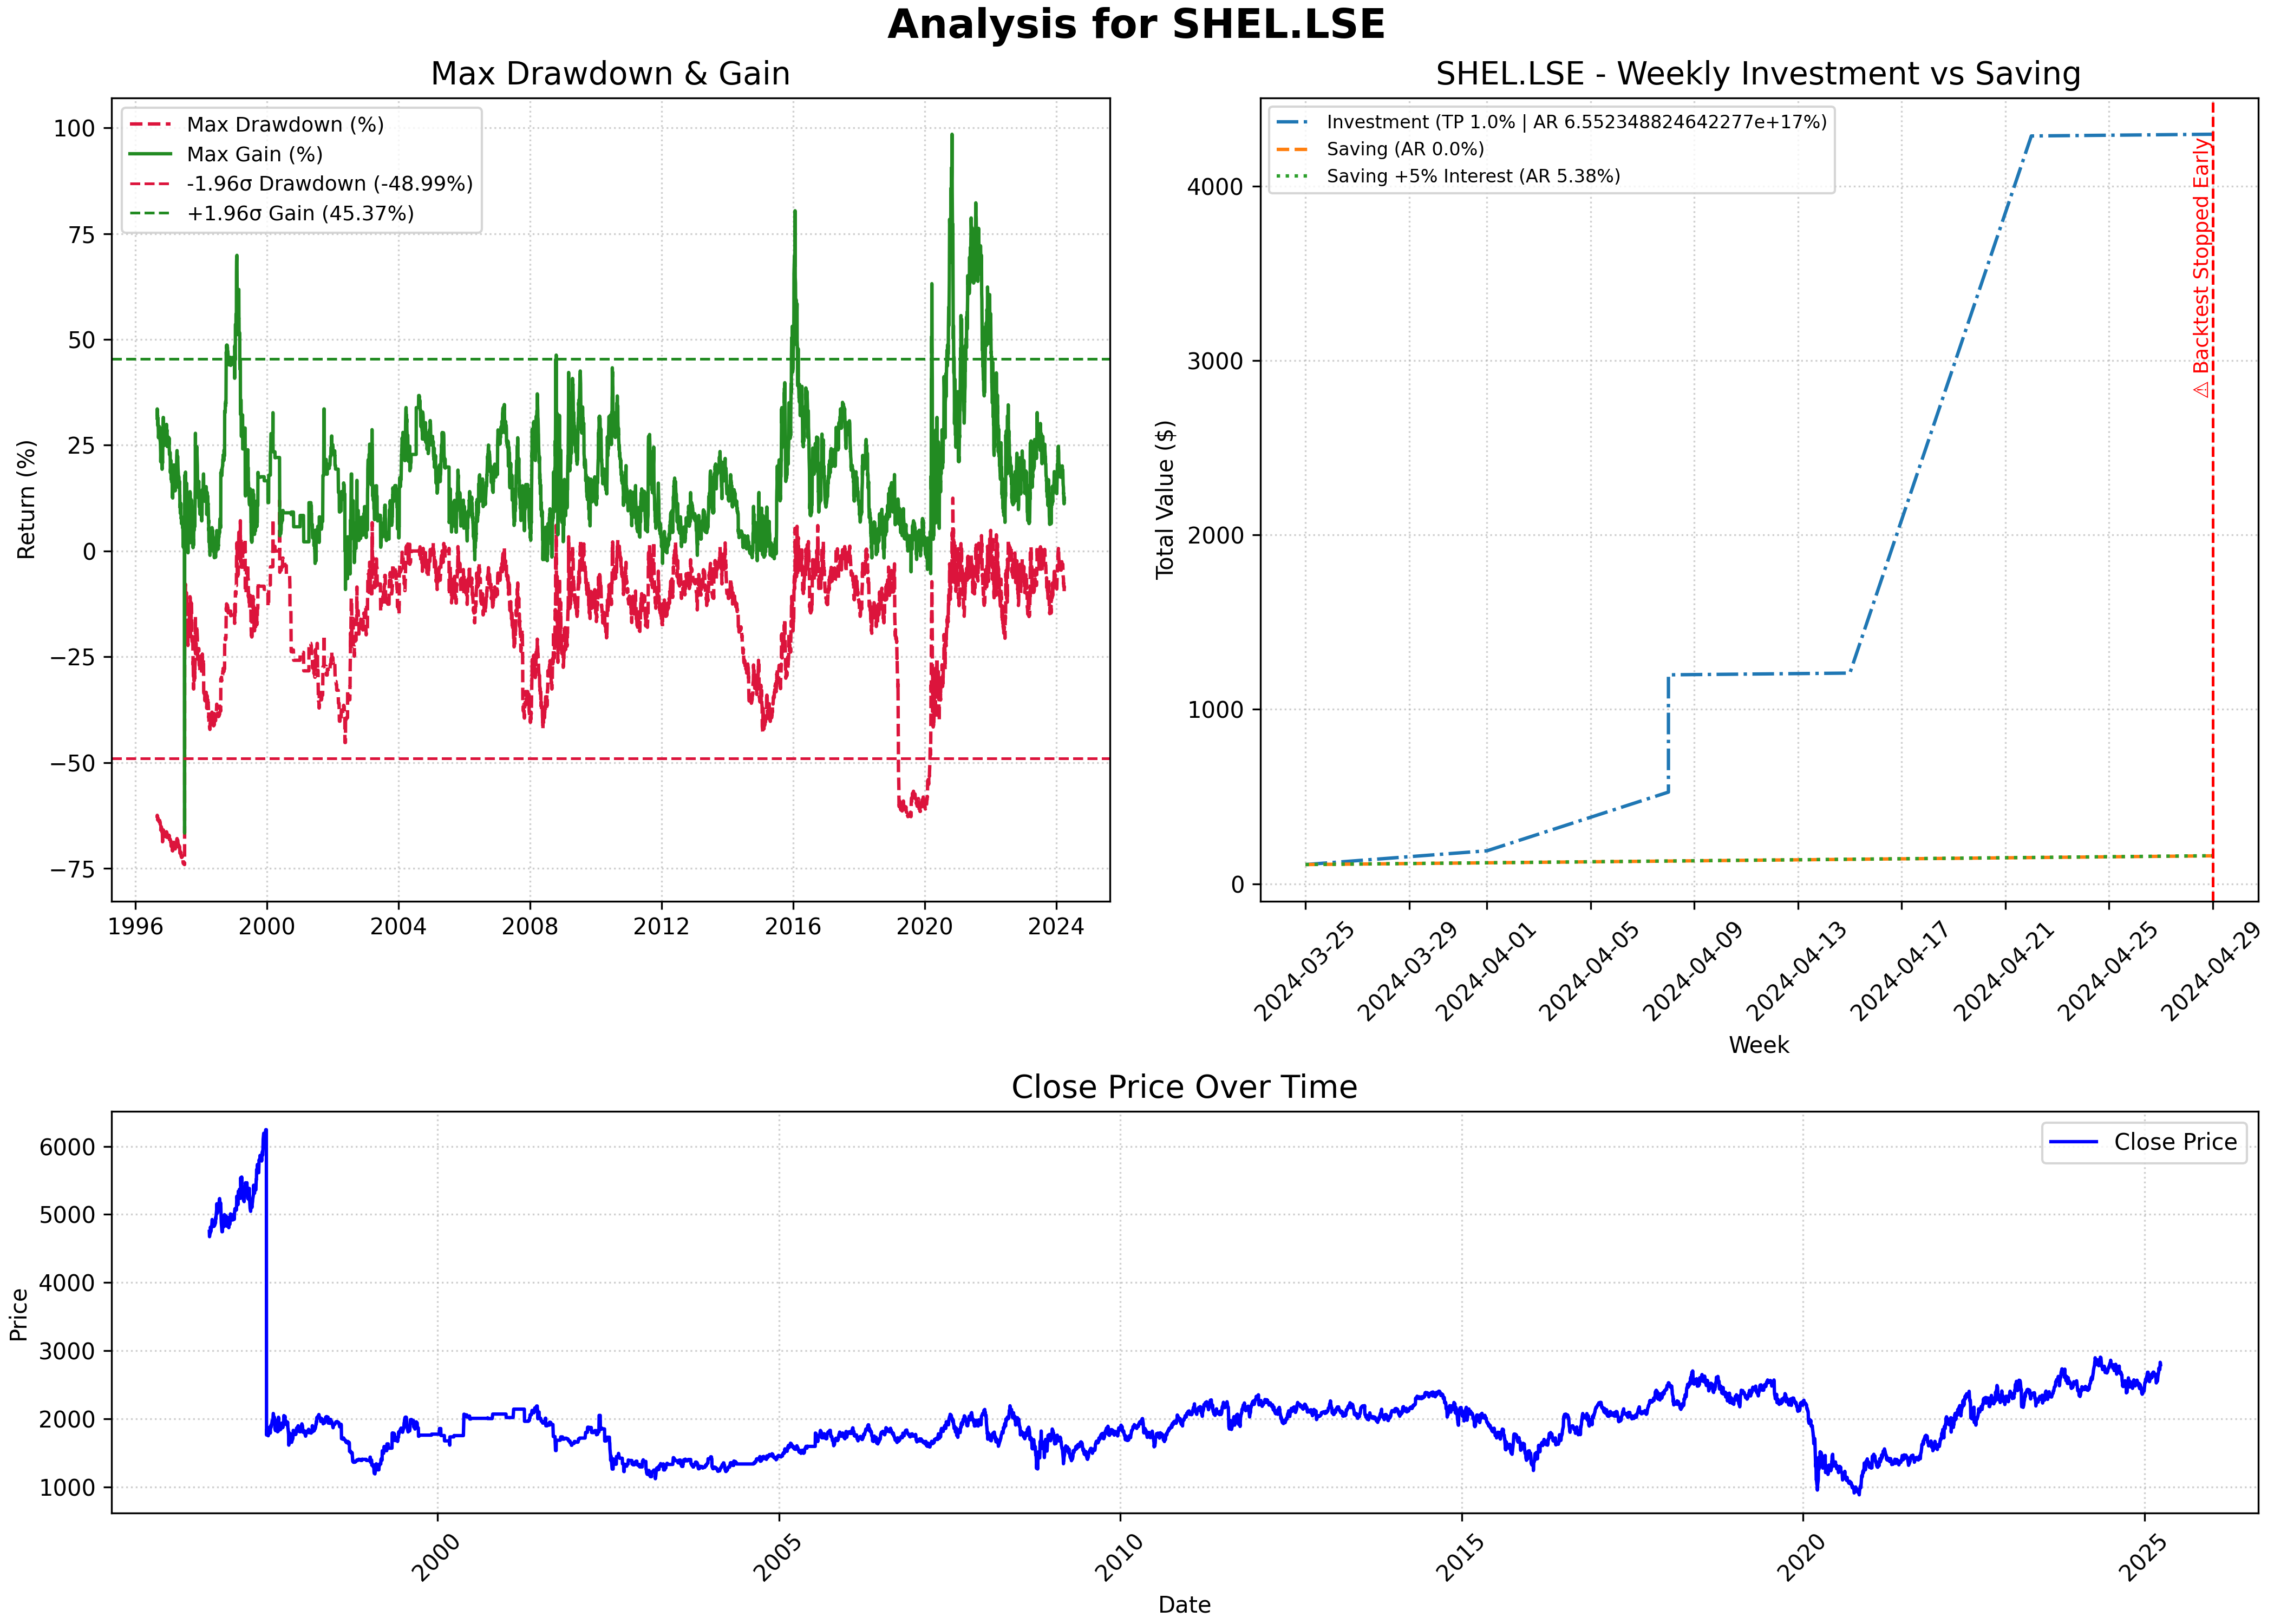 Analysis for SHEL.LSE
Max Drawdown & Gain
Max Drawdown (%)
Max Gain (%)
-1.96σ Drawdown (-48.99%)
+1.96σ Gain (45.37%)
Return (%)
100
75
50
25
0
−25
−50
−75
1996 2000 2004 2008 2012 2016 2020 2024
SHEL.LSE - Weekly Investment vs Saving
Investment (TP 1.0% | AR 6.552348824642277e+17%)
Saving (AR 0.0%)
Saving +5% Interest (AR 5.38%)
⚠ Backtest Stopped Early
Total Value ($)
4000
3000
2000
1000
0
2024-03-25 2024-03-29 2024-04-01 2024-04-05 2024-04-09 2024-04-13 2024-04-17 2024-04-21 2024-04-25 2024-04-29
Week
Close Price Over Time
Close Price
Price
6000
5000
4000
3000
2000
1000
2000 2005 2010 2015 2020 2025
Date